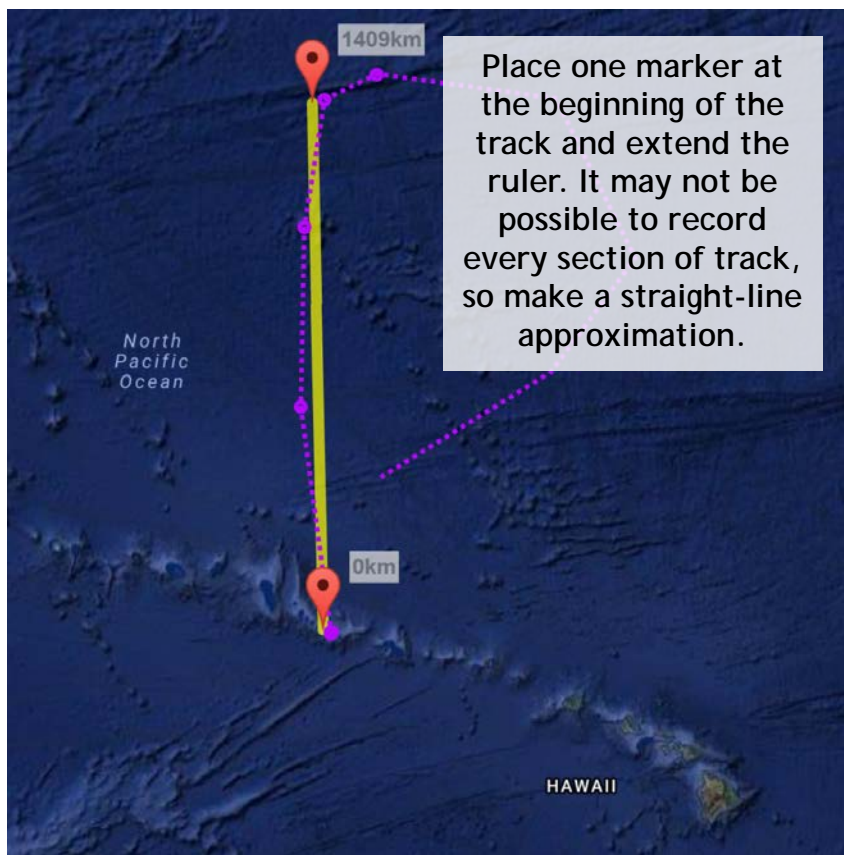 1409km
Place one marker at
the beginning of the
track and extend the
ruler. It may not be
possible to record
every section of track,
so make a straight-line
approximation.
North
Pacific
Ocean
0km
HAWAII